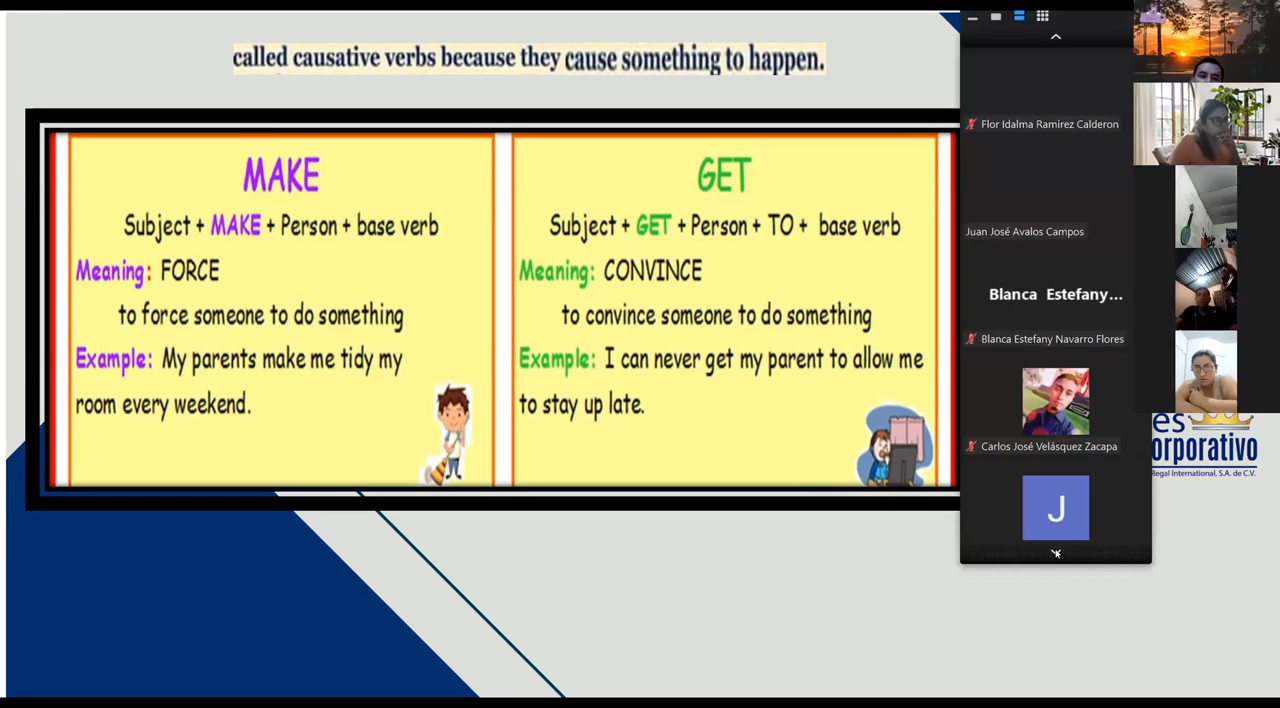 called causative verbs because they cause something to happen.
MAKE
Subject + MAKE + Person + base verb
Meaning: FORCE
to force someone to do something
Example: My parents make me tidy my
room every weekend.
GET
Subject + GET + Person + TO + base verb
Meaning: CONVINCE
to convince someone to do something
Example: I can never get my parent to allow me
to stay up late.
Flor Idalma Ramirez Calderon
Juan José Avalos Campos
Blanca Estefany...
Blanca Estefany Navarro Flores
Carlos José Velásquez Zacapa
J
es
orporativo
Regal International, S.A. de C.V.